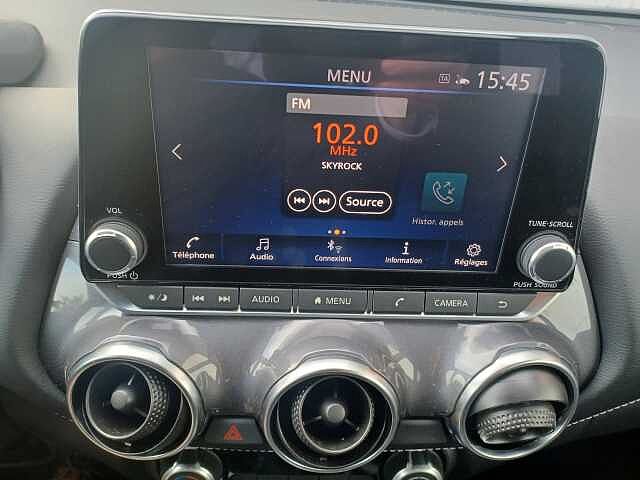 MENU
TA
15:45
FM
102.0
MHz
SKYROCK
Source
Histor. appels
Téléphone
Audio
Connexions
Information
Réglages
VOL
PUSH
TUNE·SCROLL
PUSH SOUND
AUDIO
MENU
CAMERA